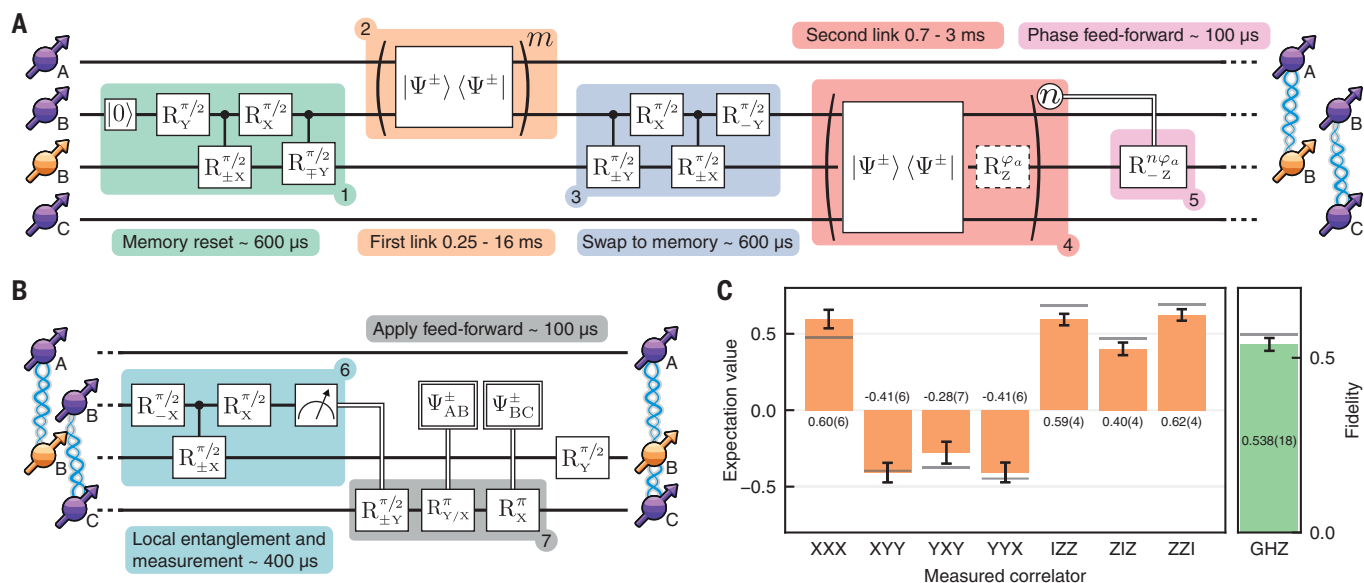 A
2
m
Second link 0.7 - 3 ms
Phase feed-forward ~ 100 µs
A
B
B
C
|0⟩
R_Y^{π/2}
R_X^{π/2}
R_{±X}^{π/2}
R_{∓Y}^{π/2}
1
|Ψ^±⟩ ⟨Ψ^±|
R_X^{π/2}
R_{-Y}^{π/2}
R_{±Y}^{π/2}
R_{±X}^{π/2}
3
|Ψ^±⟩ ⟨Ψ^±|
R_Z^{φ_a}
n
4
R_{-Z}^{nφ_a}
5
A
B
B
C
Memory reset ~ 600 µs
First link 0.25 - 16 ms
Swap to memory ~ 600 µs
B
Apply feed-forward ~ 100 µs
A
B
B
C
6
R_{-X}^{π/2}
R_X^{π/2}
R_{±X}^{π/2}
Ψ_{AB}^±
Ψ_{BC}^±
R_Y^{π/2}
R_{±Y}^{π/2}
R_{Y/X}^π
R_X^π
7
A
B
C
Local entanglement and
measurement ~ 400 µs
C
Expectation value
0.5
0.0
−0.5
0.60(6)
-0.41(6)
-0.28(7)
-0.41(6)
0.59(4)
0.40(4)
0.62(4)
XXX
XYY
YXY
YYX
IZZ
ZIZ
ZZI
Measured correlator
0.538(18)
GHZ
0.5
0.0
Fidelity